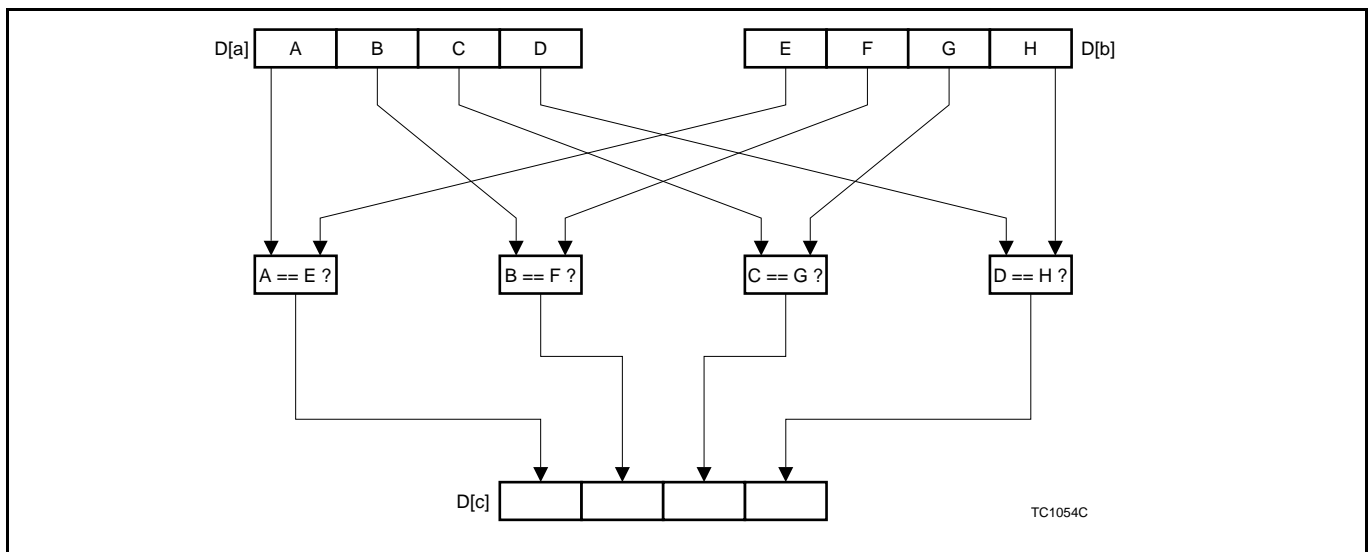 D[a] A B C D E F G H D[b]
A == E ? B == F ? C == G ? D == H ?
D[c]
TC1054C